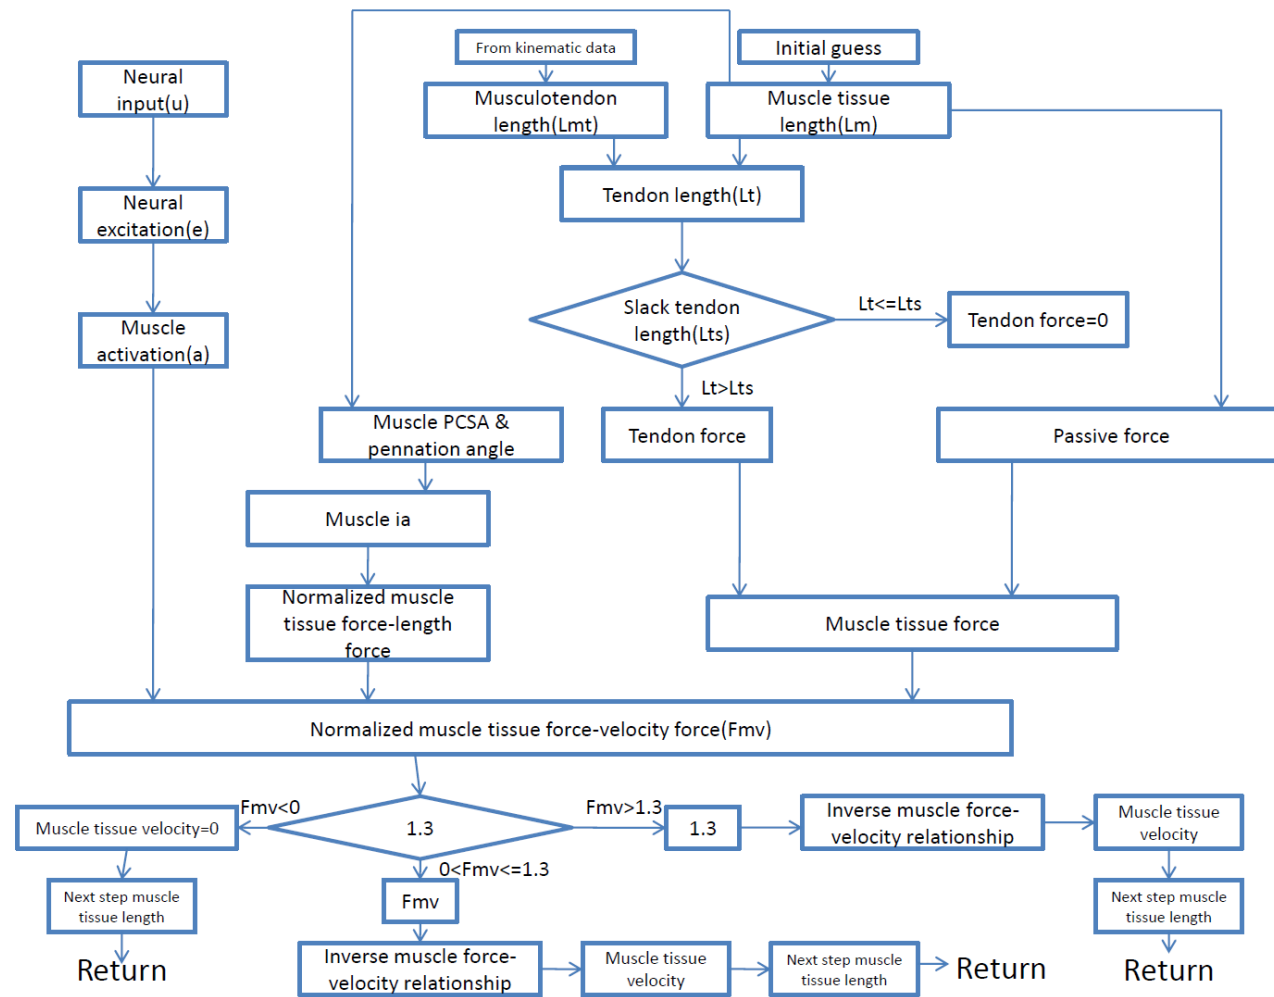 From kinematic data
Initial guess
Neural
input(u)
Musculotendon
length(Lmt)
Muscle tissue
length(Lm)
Neural
excitation(e)
Tendon length(Lt)
Slack tendon
length(Lts)
Lt<=Lts
Tendon force=0
Muscle
activation(a)
Lt>Lts
Muscle PCSA &
pennation angle
Tendon force
Passive force
Muscle ia
Normalized muscle
tissue force-length
force
Muscle tissue force
Normalized muscle tissue force-velocity force(Fmv)
Fmv<0
Fmv>1.3
Muscle tissue velocity=0
1.3
1.3
Inverse muscle force-
velocity relationship
Muscle tissue
velocity
0<Fmv<=1.3
Next step muscle
tissue length
Fmv
Next step muscle
tissue length
Return
Inverse muscle force-
velocity relationship
Muscle tissue
velocity
Next step muscle
tissue length
Return
Return